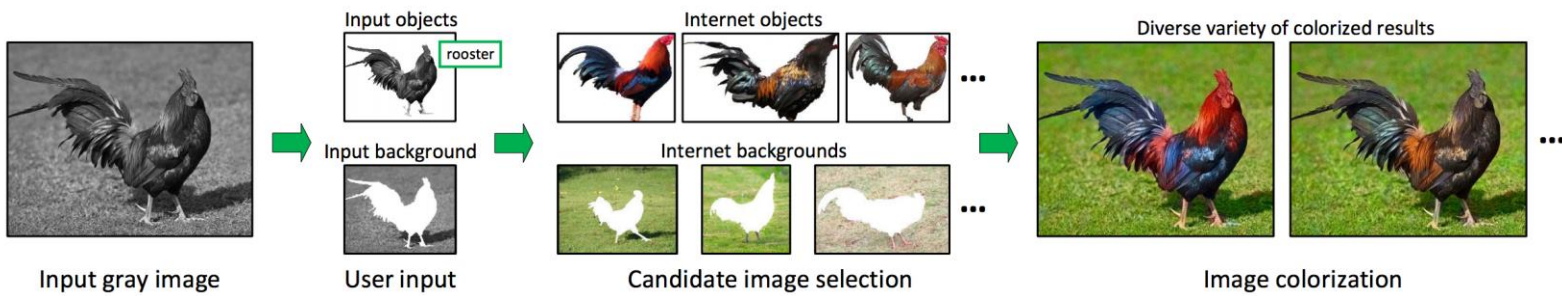 Input objects
rooster
Input background
Internet objects
...
Internet backgrounds
...
Diverse variety of colorized results
...
Input gray image
User input
Candidate image selection
Image colorization